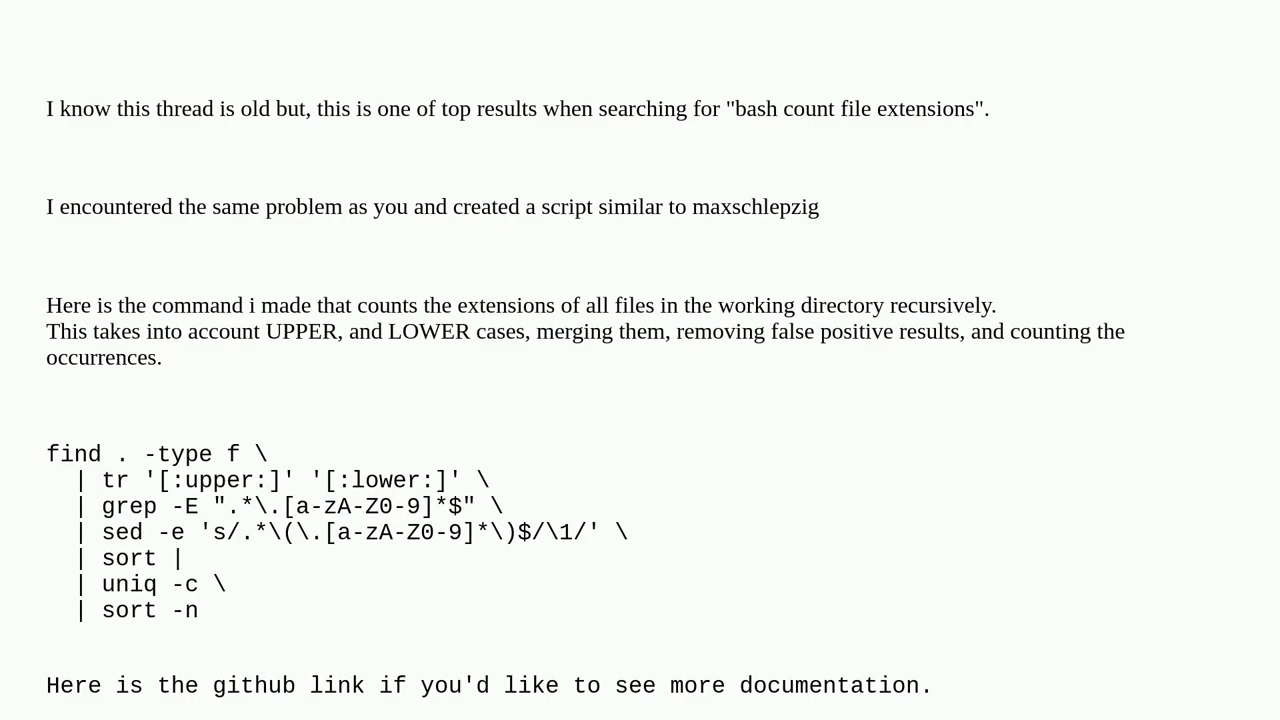 I know this thread is old but, this is one of top results when searching for "bash count file extensions".
I encountered the same problem as you and created a script similar to maxschlepzig
Here is the command i made that counts the extensions of all files in the working directory recursively.
This takes into account UPPER, and LOWER cases, merging them, removing false positive results, and counting the
occurrences.
find . -type f \
  | tr '[:upper:]' '[:lower:]' \
  | grep -E ".*\.[a-zA-Z0-9]*$" \
  | sed -e 's/.*\(\.[a-zA-Z0-9]*\)$/\1/' \
  | sort |
  | uniq -c \
  | sort -n
Here is the github link if you'd like to see more documentation.